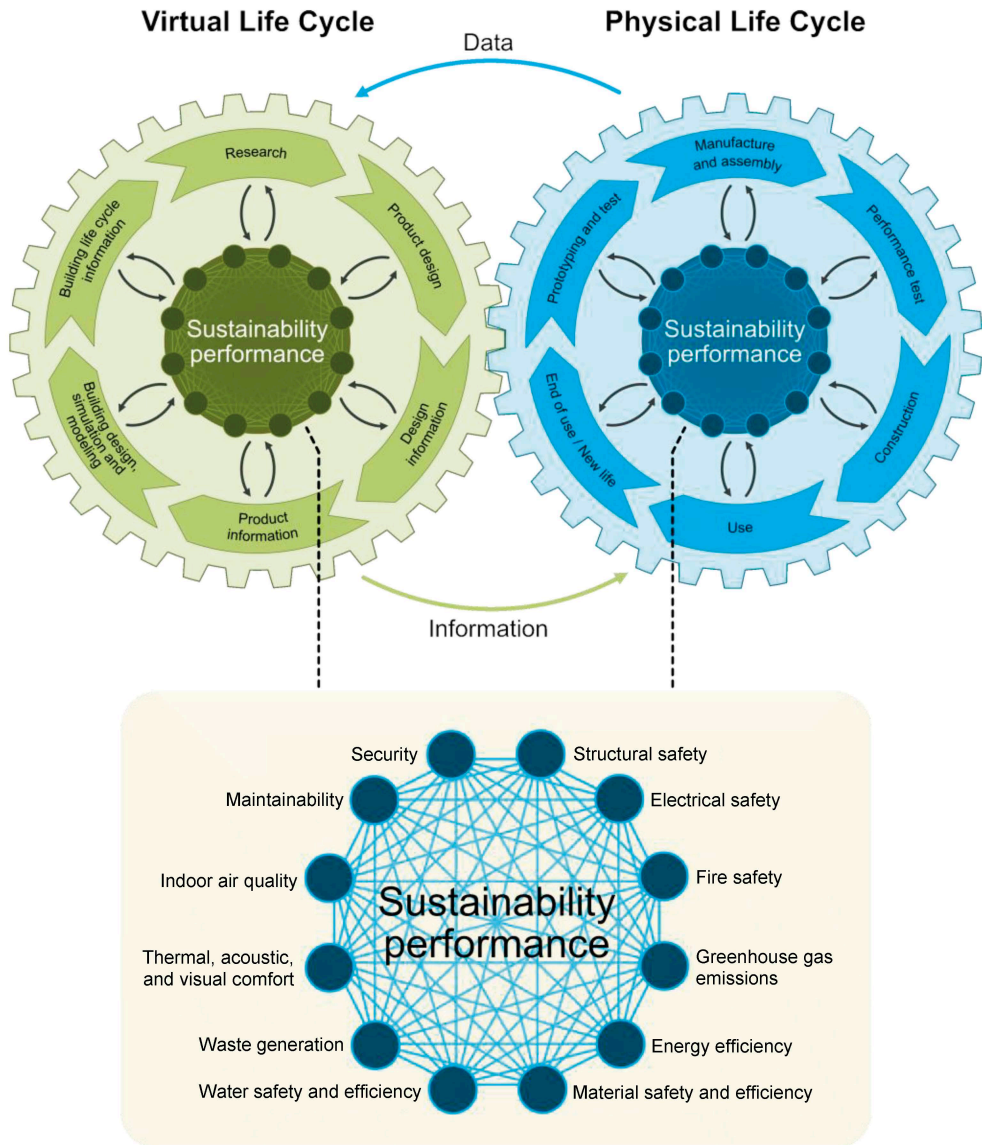 Virtual Life Cycle
Physical Life Cycle
Data
Research
Product design
Design
information
Product
information
Building design,
simulation and
modeling
Building life cycle
information
Sustainability
performance
Manufacture
and assembly
Performance test
Construction
Use
End of use / New life
Prototyping and test
Sustainability
performance
Information
Security
Structural safety
Maintainability
Electrical safety
Indoor air quality
Fire safety
Sustainability
performance
Thermal, acoustic,
and visual comfort
Greenhouse gas
emissions
Waste generation
Energy efficiency
Water safety and efficiency
Material safety and efficiency